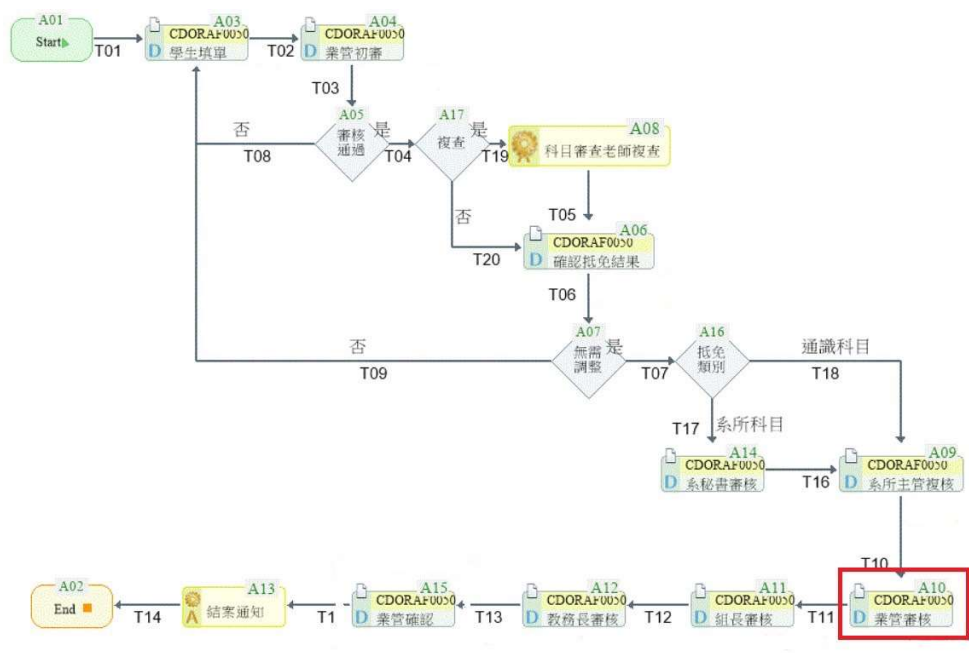 A01
Start
T01
A03
CDORAF0050
D 學生填單
T02
A04
CDORAF0050
D 業管初審
T03
A05
審核
通過
否
T08
是
T04
A17
複查
是
T19
A08
科目審查老師複查
T05
否
T20
A06
CDORAF0050
D 確認抵免結果
T06
A07
無需
調整
否
T09
是
T07
A16
抵免
類別
通識科目
T18
T17
系所科目
A14
CDORAF0050
D 系秘書審核
T16
A09
CDORAF0050
D 系所主管複核
T10
A10
CDORAF0050
業管審核
T11
A11
CDORAF0050
D 組長審核
T12
A12
CDORAF0050
D 教務長審核
T13
A15
CDORAF0050
D 業管確認
T1
A13
A 結案通知
T14
A02
End